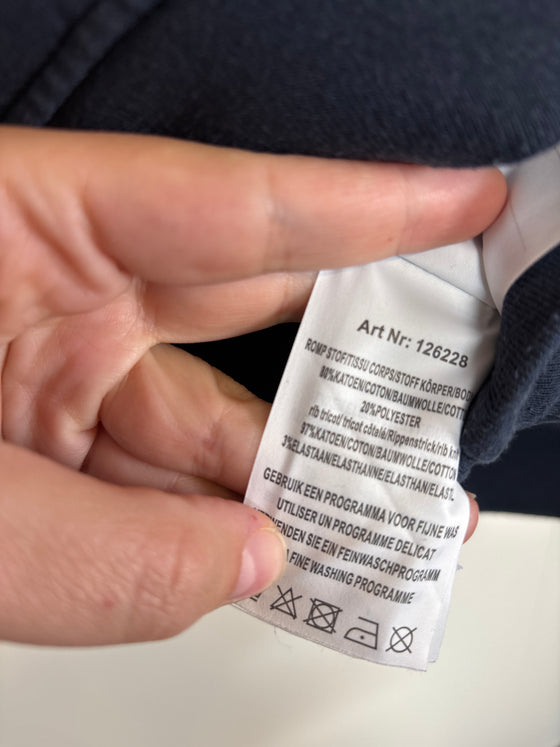 Art Nr: 126228
ROMP STOF/TISSU CORPS/STOFF KÖRPER/BOD
80%KATOEN/COTON/BAUMWOLLE/COTT
20%POLYESTER
rib tricot/ tricot côtelé/Rippenstrick/rib kn
97%KATOEN/COTON/BAUMWOLLE/COTTON
3%ELASTAAN/ELASTHANNE/ELASTHAN/ELAST
GEBRUIK EEN PROGRAMMA VOOR FIJNE WAS
UTILISER UN PROGRAMME DELICAT
ENDEN SIE EIN FEINWASCHPROGRAMM
A FINE WASHING PROGRAMME